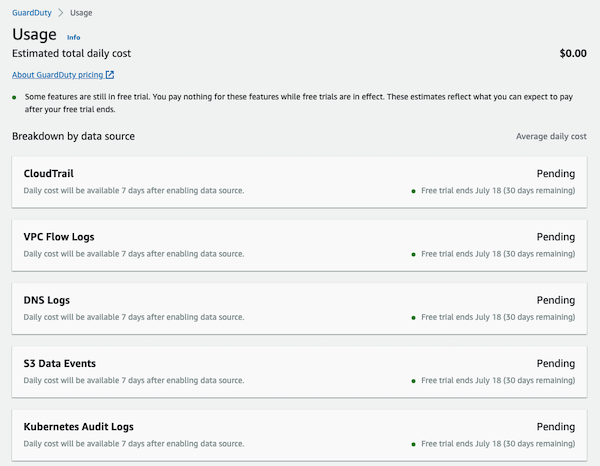 GuardDuty > Usage
Usage Info
Estimated total daily cost $0.00
About GuardDuty pricing
Some features are still in free trial. You pay nothing for these features while free trials are in effect. These estimates reflect what you can expect to pay
after your free trial ends.
Breakdown by data source Average daily cost
CloudTrail Pending
Daily cost will be available 7 days after enabling data source. Free trial ends July 18 (30 days remaining)
VPC Flow Logs Pending
Daily cost will be available 7 days after enabling data source. Free trial ends July 18 (30 days remaining)
DNS Logs Pending
Daily cost will be available 7 days after enabling data source. Free trial ends July 18 (30 days remaining)
S3 Data Events Pending
Daily cost will be available 7 days after enabling data source. Free trial ends July 18 (30 days remaining)
Kubernetes Audit Logs Pending
Daily cost will be available 7 days after enabling data source. Free trial ends July 18 (30 days remaining)